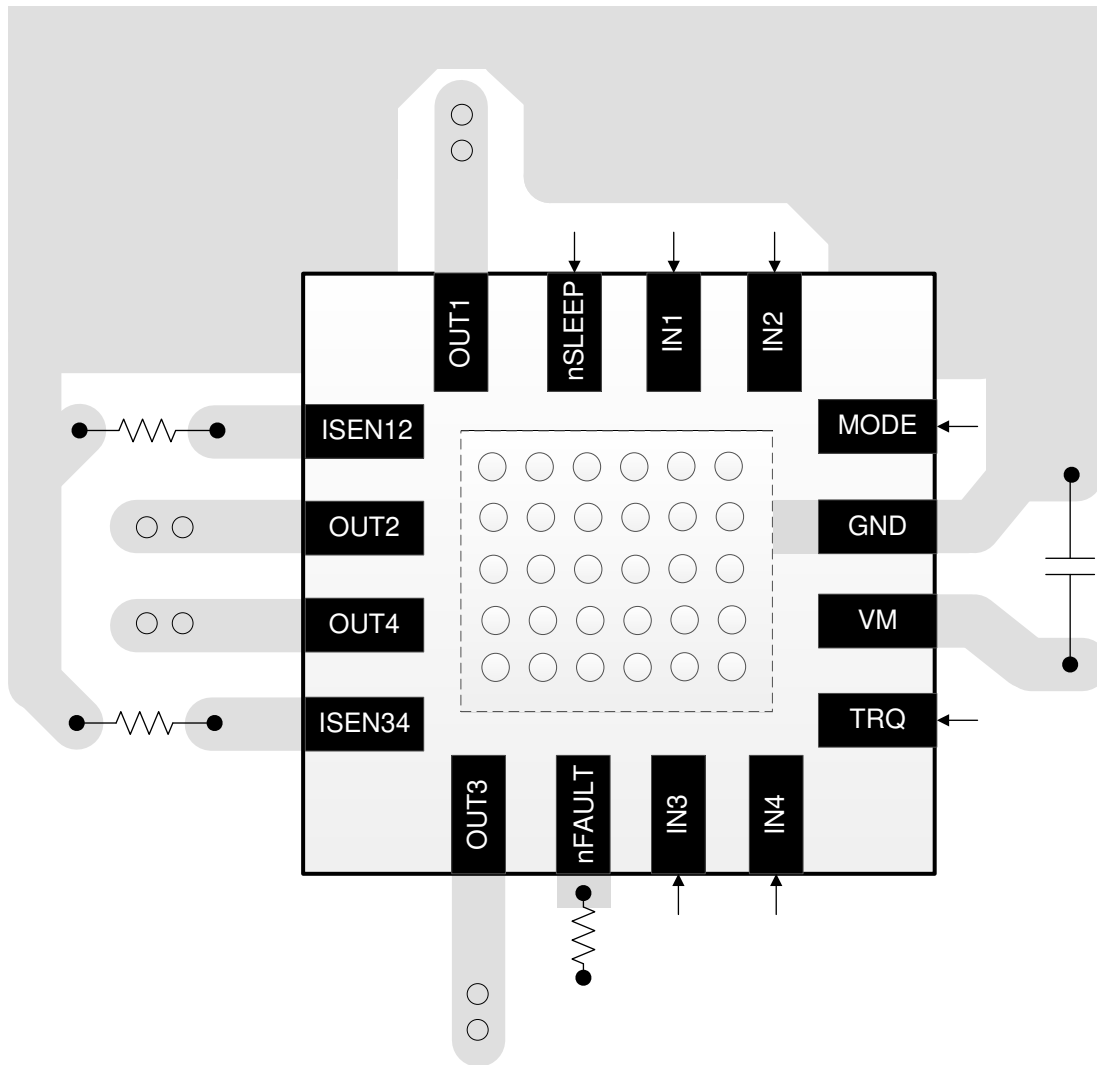 OUT1
nSLEEP
IN1
IN2
ISEN12
MODE
OUT2
GND
OUT4
VM
ISEN34
TRQ
OUT3
nFAULT
IN3
IN4